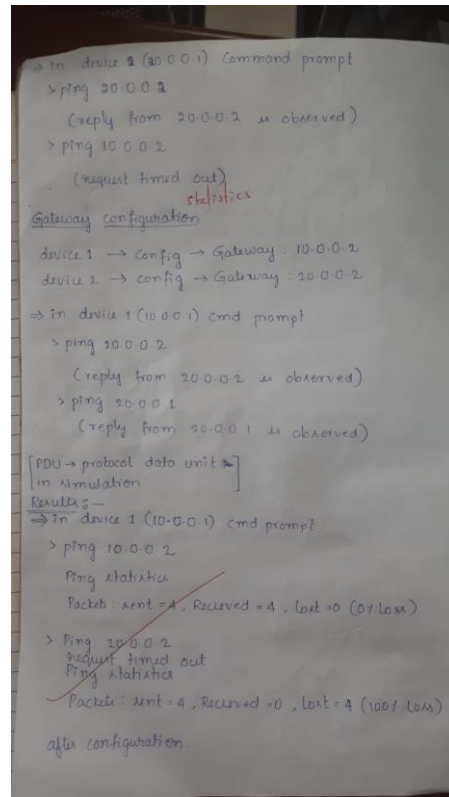 ⇒ in device 2 (20.0.0.1) Command prompt
> ping 20.0.0.2
(reply from 20.0.0.2 is observed)
> ping 10.0.0.2
(request timed out)
statistics
Gateway configuration
device 1 → config → Gateway : 10.0.0.2
device 2 → config → Gateway : 20.0.0.2
⇒ in device 1 (10.0.0.1) cmd prompt
> ping 20.0.0.2
(reply from 20.0.0.2 is observed)
> ping 20.0.0.1
(reply from 20.0.0.1 is observed)
[PDU → protocol data unit
in simulation]
Results :-
⇒ in device 1 (10.0.0.1) cmd prompt
> ping 10.0.0.2
Ping statistics
Packets : sent = 4, Recieved = 4, Lost = 0 (0% Loss)
> Ping 20.0.0.2
request timed out
Ping statistics
Packets : sent = 4, Recieved = 0, Lost = 4 (100% Loss)
after configuration.